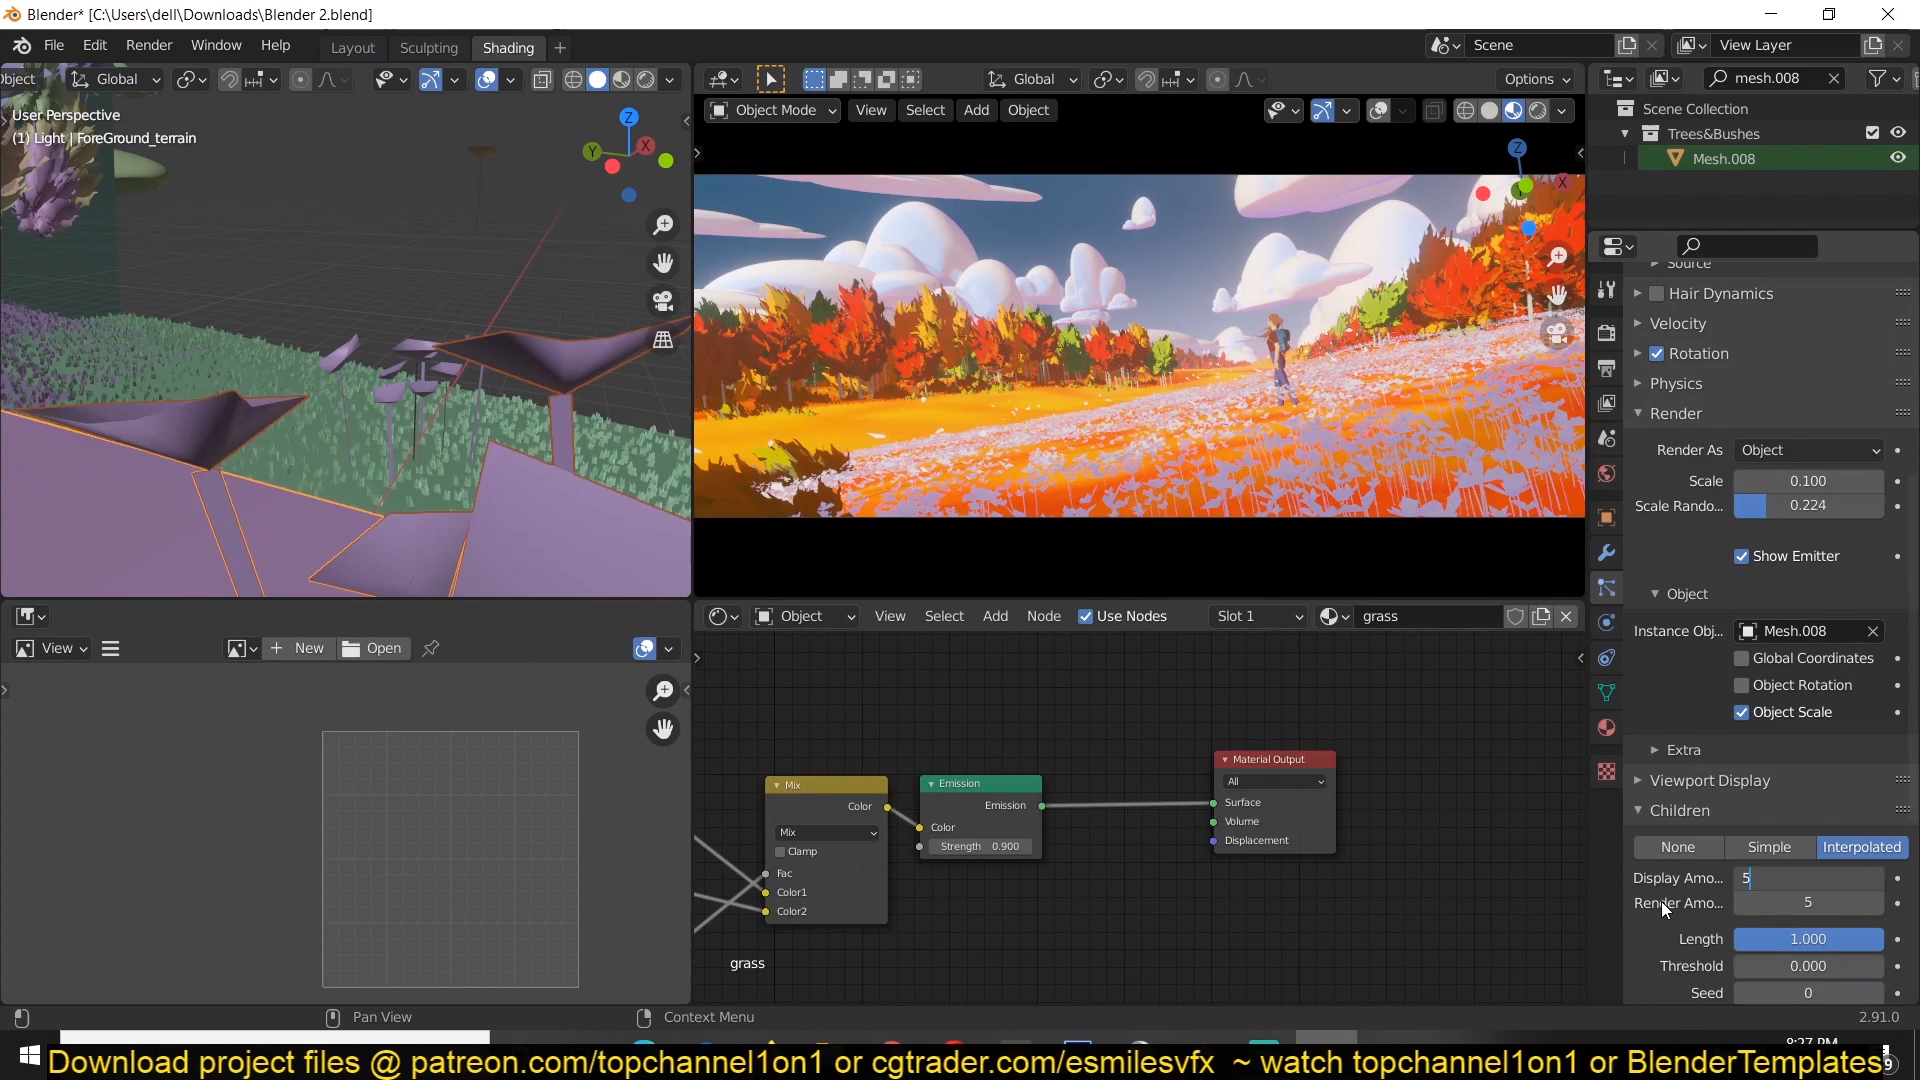 Blender* [C:\Users\dell\Downloads\Blender 2.blend]
File Edit Render Window Help Layout Sculpting Shading + Scene View Layer
Object Global Global Options mesh.008
User Perspective
(1) Light | ForeGround_terrain
Object Mode View Select Add Object
Scene Collection
Trees&Bushes
Mesh.008
Source
Hair Dynamics
Velocity
Rotation
Physics
Render
Render As Object
Scale 0.100
Scale Rando... 0.224
Show Emitter
Object
Instance Obj... Mesh.008
Global Coordinates
Object Rotation
Object Scale
Extra
Viewport Display
Children
None Simple Interpolated
Display Amo... 5
Render Amo... 5
Length 1.000
Threshold 0.000
Seed 0
Object View Select Add Node Use Nodes Slot 1 grass
View + New Open
Mix
Color
Mix
Clamp
Fac
Color1
Color2
Emission
Emission
Color
Strength 0.900
Material Output
All
Surface
Volume
Displacement
grass
Pan View Context Menu 2.91.0
8:27 PM
Download project files @ patreon.com/topchannel1on1 or cgtrader.com/esmilesvfx ~ watch topchannel1on1 or BlenderTemplates